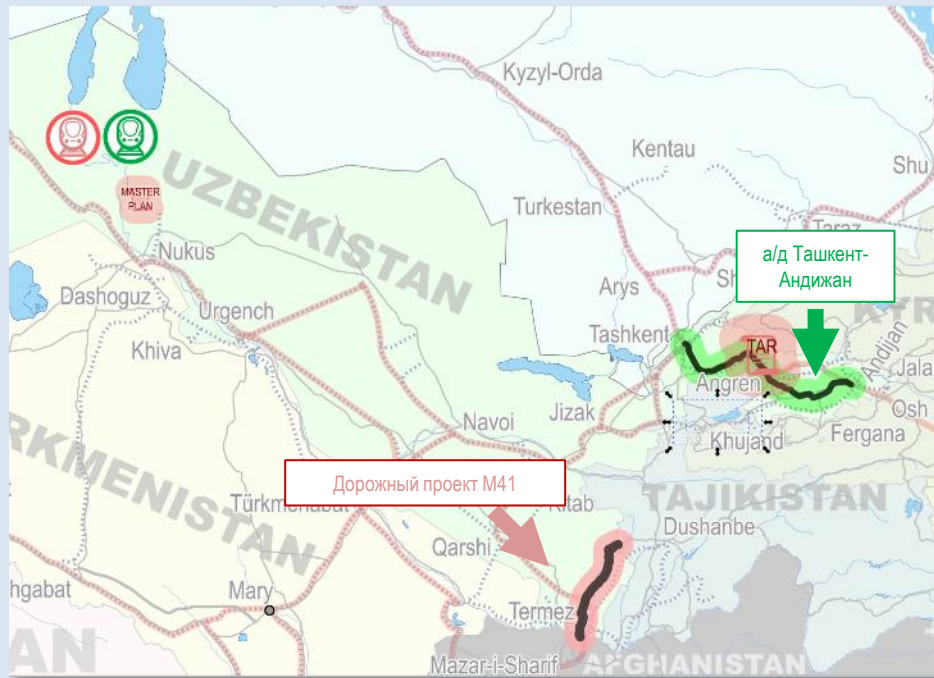 Kyzyl-Orda
Kentau
Shu
UZBEKISTAN
MASTER
PLAN
Turkestan
Taraz
Nukus
а/д Ташкент-
Андижан
Arys
Sh
KYR
Dashoguz
Urgench
Tashkent
TAR
Andijan
Khiva
Angren
Jala
Osh
Navoi
Jizak
Khujand
Fergana
RKMENISTAN
Дорожный проект М41
Türkmenabat
Kitab
TAJIKISTAN
Dushanbe
Qarshi
hgabat
Mary
Termez
AN
Mazar-i-Sharif
AFGHANISTAN